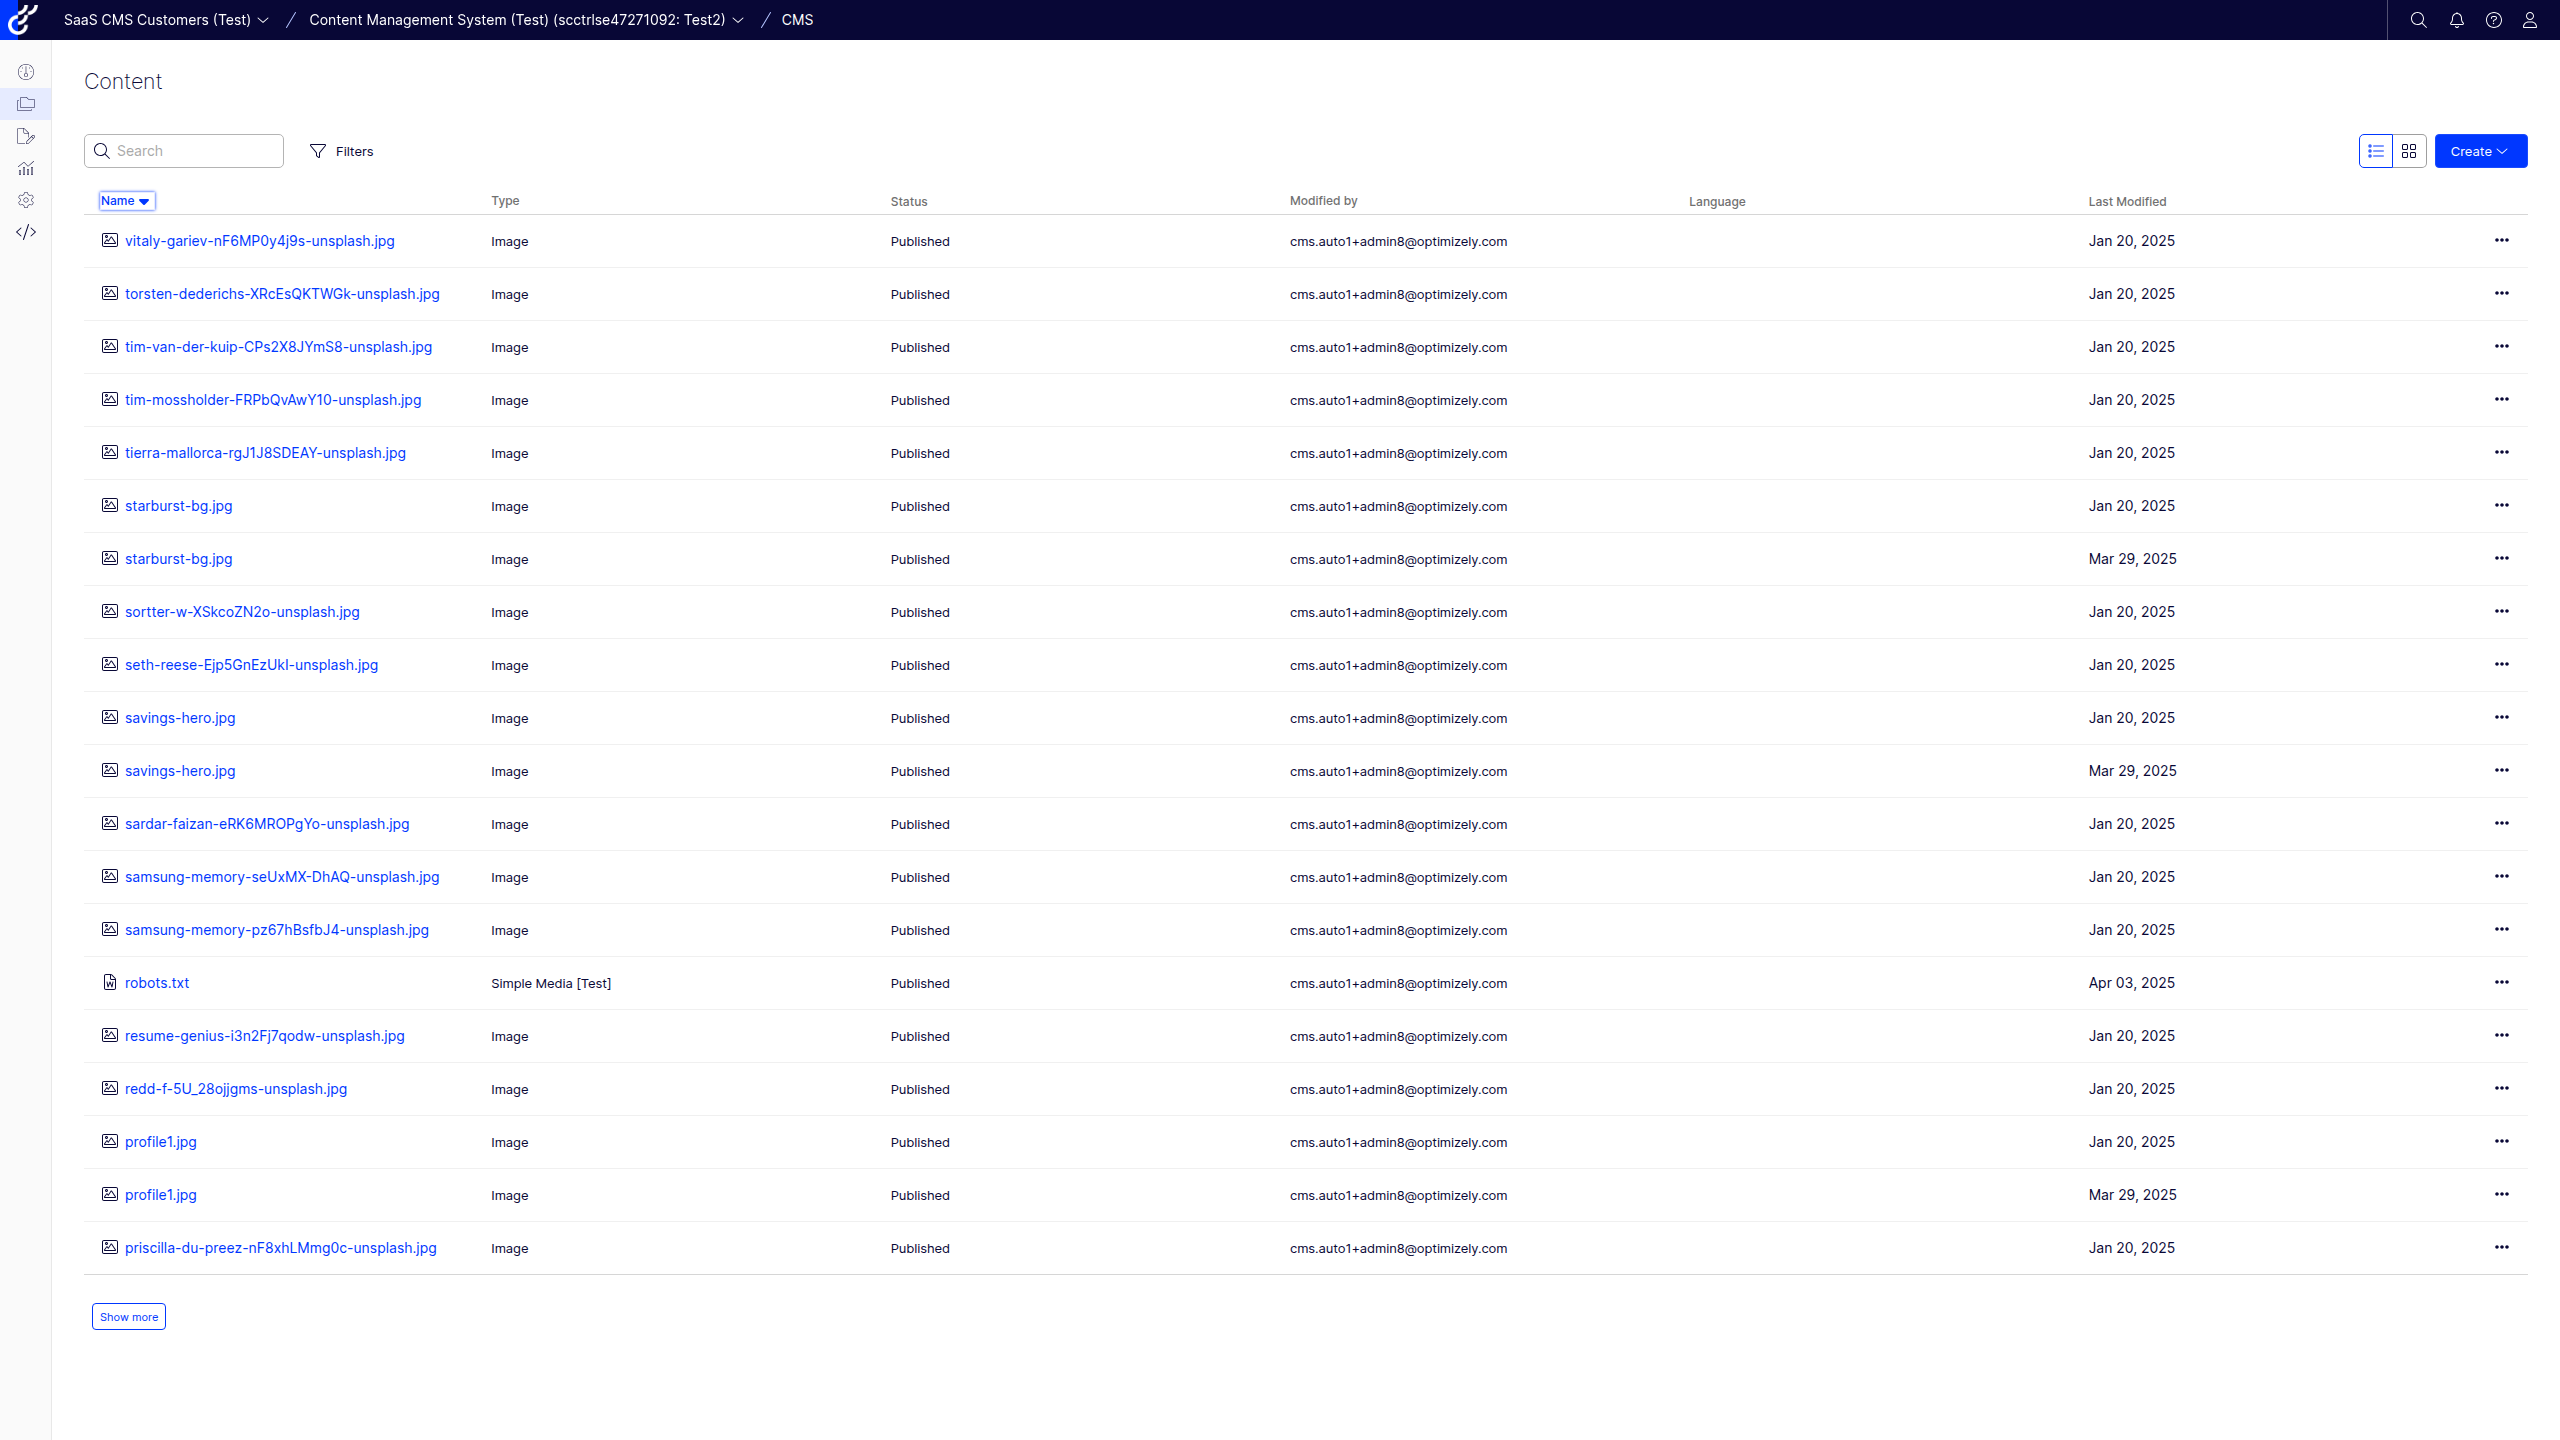 SaaS CMS Customers (Test) / Content Management System (Test) (scctrlse47271092: Test2) / CMS
Content
Search Filters Create
Name Type Status Modified by Language Last Modified
vitaly-gariev-nF6MP0y4j9s-unsplash.jpg Image Published cms.auto1+admin8@optimizely.com Jan 20, 2025
torsten-dederichs-XRcEsQKTWGk-unsplash.jpg Image Published cms.auto1+admin8@optimizely.com Jan 20, 2025
tim-van-der-kuip-CPs2X8JYmS8-unsplash.jpg Image Published cms.auto1+admin8@optimizely.com Jan 20, 2025
tim-mossholder-FRPbQvAwY10-unsplash.jpg Image Published cms.auto1+admin8@optimizely.com Jan 20, 2025
tierra-mallorca-rgJ1J8SDEAY-unsplash.jpg Image Published cms.auto1+admin8@optimizely.com Jan 20, 2025
starburst-bg.jpg Image Published cms.auto1+admin8@optimizely.com Jan 20, 2025
starburst-bg.jpg Image Published cms.auto1+admin8@optimizely.com Mar 29, 2025
sortter-w-XSkcoZN2o-unsplash.jpg Image Published cms.auto1+admin8@optimizely.com Jan 20, 2025
seth-reese-Ejp5GnEzUkI-unsplash.jpg Image Published cms.auto1+admin8@optimizely.com Jan 20, 2025
savings-hero.jpg Image Published cms.auto1+admin8@optimizely.com Jan 20, 2025
savings-hero.jpg Image Published cms.auto1+admin8@optimizely.com Mar 29, 2025
sardar-faizan-eRK6MROPgYo-unsplash.jpg Image Published cms.auto1+admin8@optimizely.com Jan 20, 2025
samsung-memory-seUxMX-DhAQ-unsplash.jpg Image Published cms.auto1+admin8@optimizely.com Jan 20, 2025
samsung-memory-pz67hBsfbJ4-unsplash.jpg Image Published cms.auto1+admin8@optimizely.com Jan 20, 2025
robots.txt Simple Media [Test] Published cms.auto1+admin8@optimizely.com Apr 03, 2025
resume-genius-i3n2Fj7qodw-unsplash.jpg Image Published cms.auto1+admin8@optimizely.com Jan 20, 2025
redd-f-5U_28ojjgms-unsplash.jpg Image Published cms.auto1+admin8@optimizely.com Jan 20, 2025
profile1.jpg Image Published cms.auto1+admin8@optimizely.com Jan 20, 2025
profile1.jpg Image Published cms.auto1+admin8@optimizely.com Mar 29, 2025
priscilla-du-preez-nF8xhLMmg0c-unsplash.jpg Image Published cms.auto1+admin8@optimizely.com Jan 20, 2025
Show more